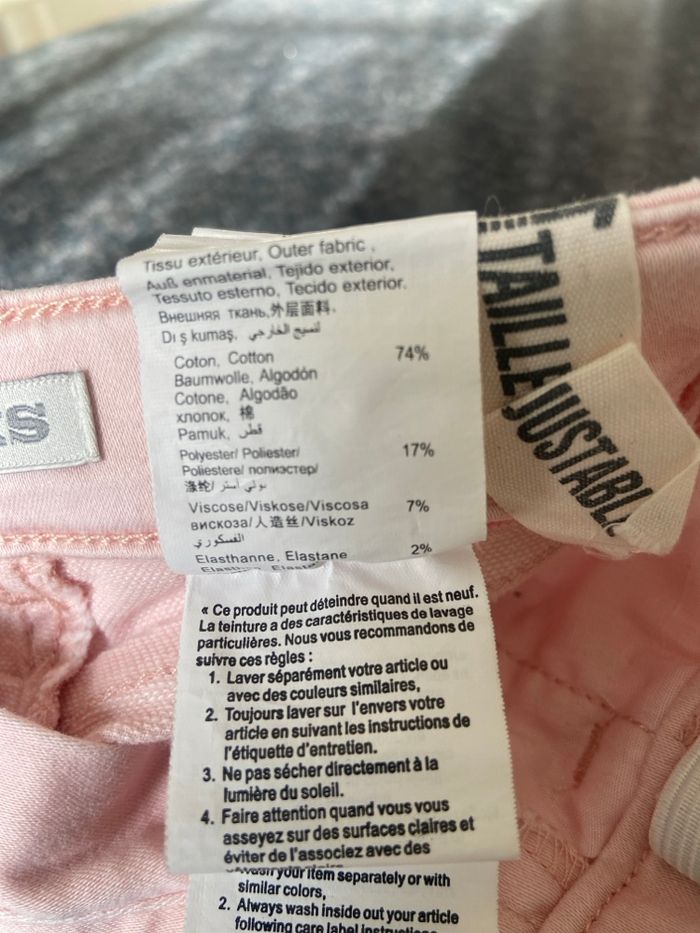 Tissu extérieur, Outer fabric,
Auß enmaterial, Tejido exterior,
Tessuto esterno, Tecido exterior.
Внешняя ткань,外层面料,
Dı ş kumaş, نسيج الخارجي
Coton, Cotton 74%
Baumwolle, Algodón
Cotone, Algodão
хлопок, 棉
Pamuk, قطن
Polyester/ Poliester/ 17%
Poliestere/ полиэстер/
涤纶/ بولي أستر/
Viscose/Viskose/Viscosa 7%
вискоза/人造丝/Viskoz
الفسكوزي
Elasthanne, Elastane 2%
TAILLE
JUSTABL
« Ce produit peut déteindre quand il est neuf.
La teinture a des caractéristiques de lavage
particulières. Nous vous recommandons de
suivre ces règles :
1. Laver séparément votre article ou
avec des couleurs similaires,
2. Toujours laver sur l'envers votre
article en suivant les instructions de
l'étiquette d'entretien.
3. Ne pas sécher directement à la
lumière du soleil.
4. Faire attention quand vous vous
asseyez sur des surfaces claires et
éviter de l'associez avec des
your item separately or with
similar colors,
2. Always wash inside out your article
following care label